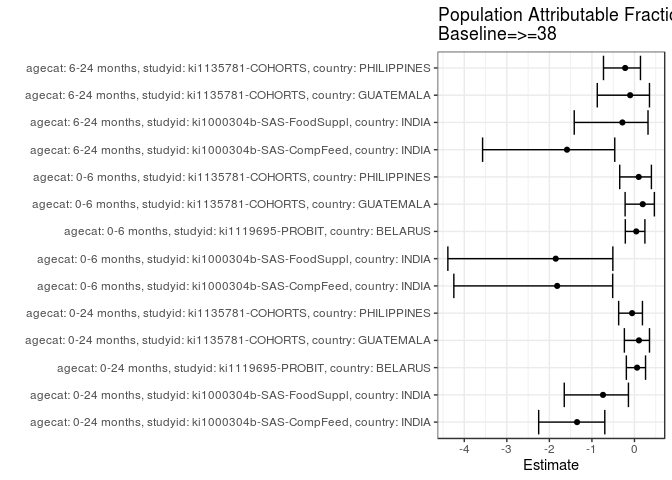 Population Attributable Fractio
Baseline=>=38
agecat: 6-24 months, studyid: ki1135781-COHORTS, country: PHILIPPINES
agecat: 6-24 months, studyid: ki1135781-COHORTS, country: GUATEMALA
agecat: 6-24 months, studyid: ki1000304b-SAS-FoodSuppl, country: INDIA
agecat: 6-24 months, studyid: ki1000304b-SAS-CompFeed, country: INDIA
agecat: 0-6 months, studyid: ki1135781-COHORTS, country: PHILIPPINES
agecat: 0-6 months, studyid: ki1135781-COHORTS, country: GUATEMALA
agecat: 0-6 months, studyid: ki1119695-PROBIT, country: BELARUS
agecat: 0-6 months, studyid: ki1000304b-SAS-FoodSuppl, country: INDIA
agecat: 0-6 months, studyid: ki1000304b-SAS-CompFeed, country: INDIA
agecat: 0-24 months, studyid: ki1135781-COHORTS, country: PHILIPPINES
agecat: 0-24 months, studyid: ki1135781-COHORTS, country: GUATEMALA
agecat: 0-24 months, studyid: ki1119695-PROBIT, country: BELARUS
agecat: 0-24 months, studyid: ki1000304b-SAS-FoodSuppl, country: INDIA
agecat: 0-24 months, studyid: ki1000304b-SAS-CompFeed, country: INDIA
-4 -3 -2 -1 0
Estimate